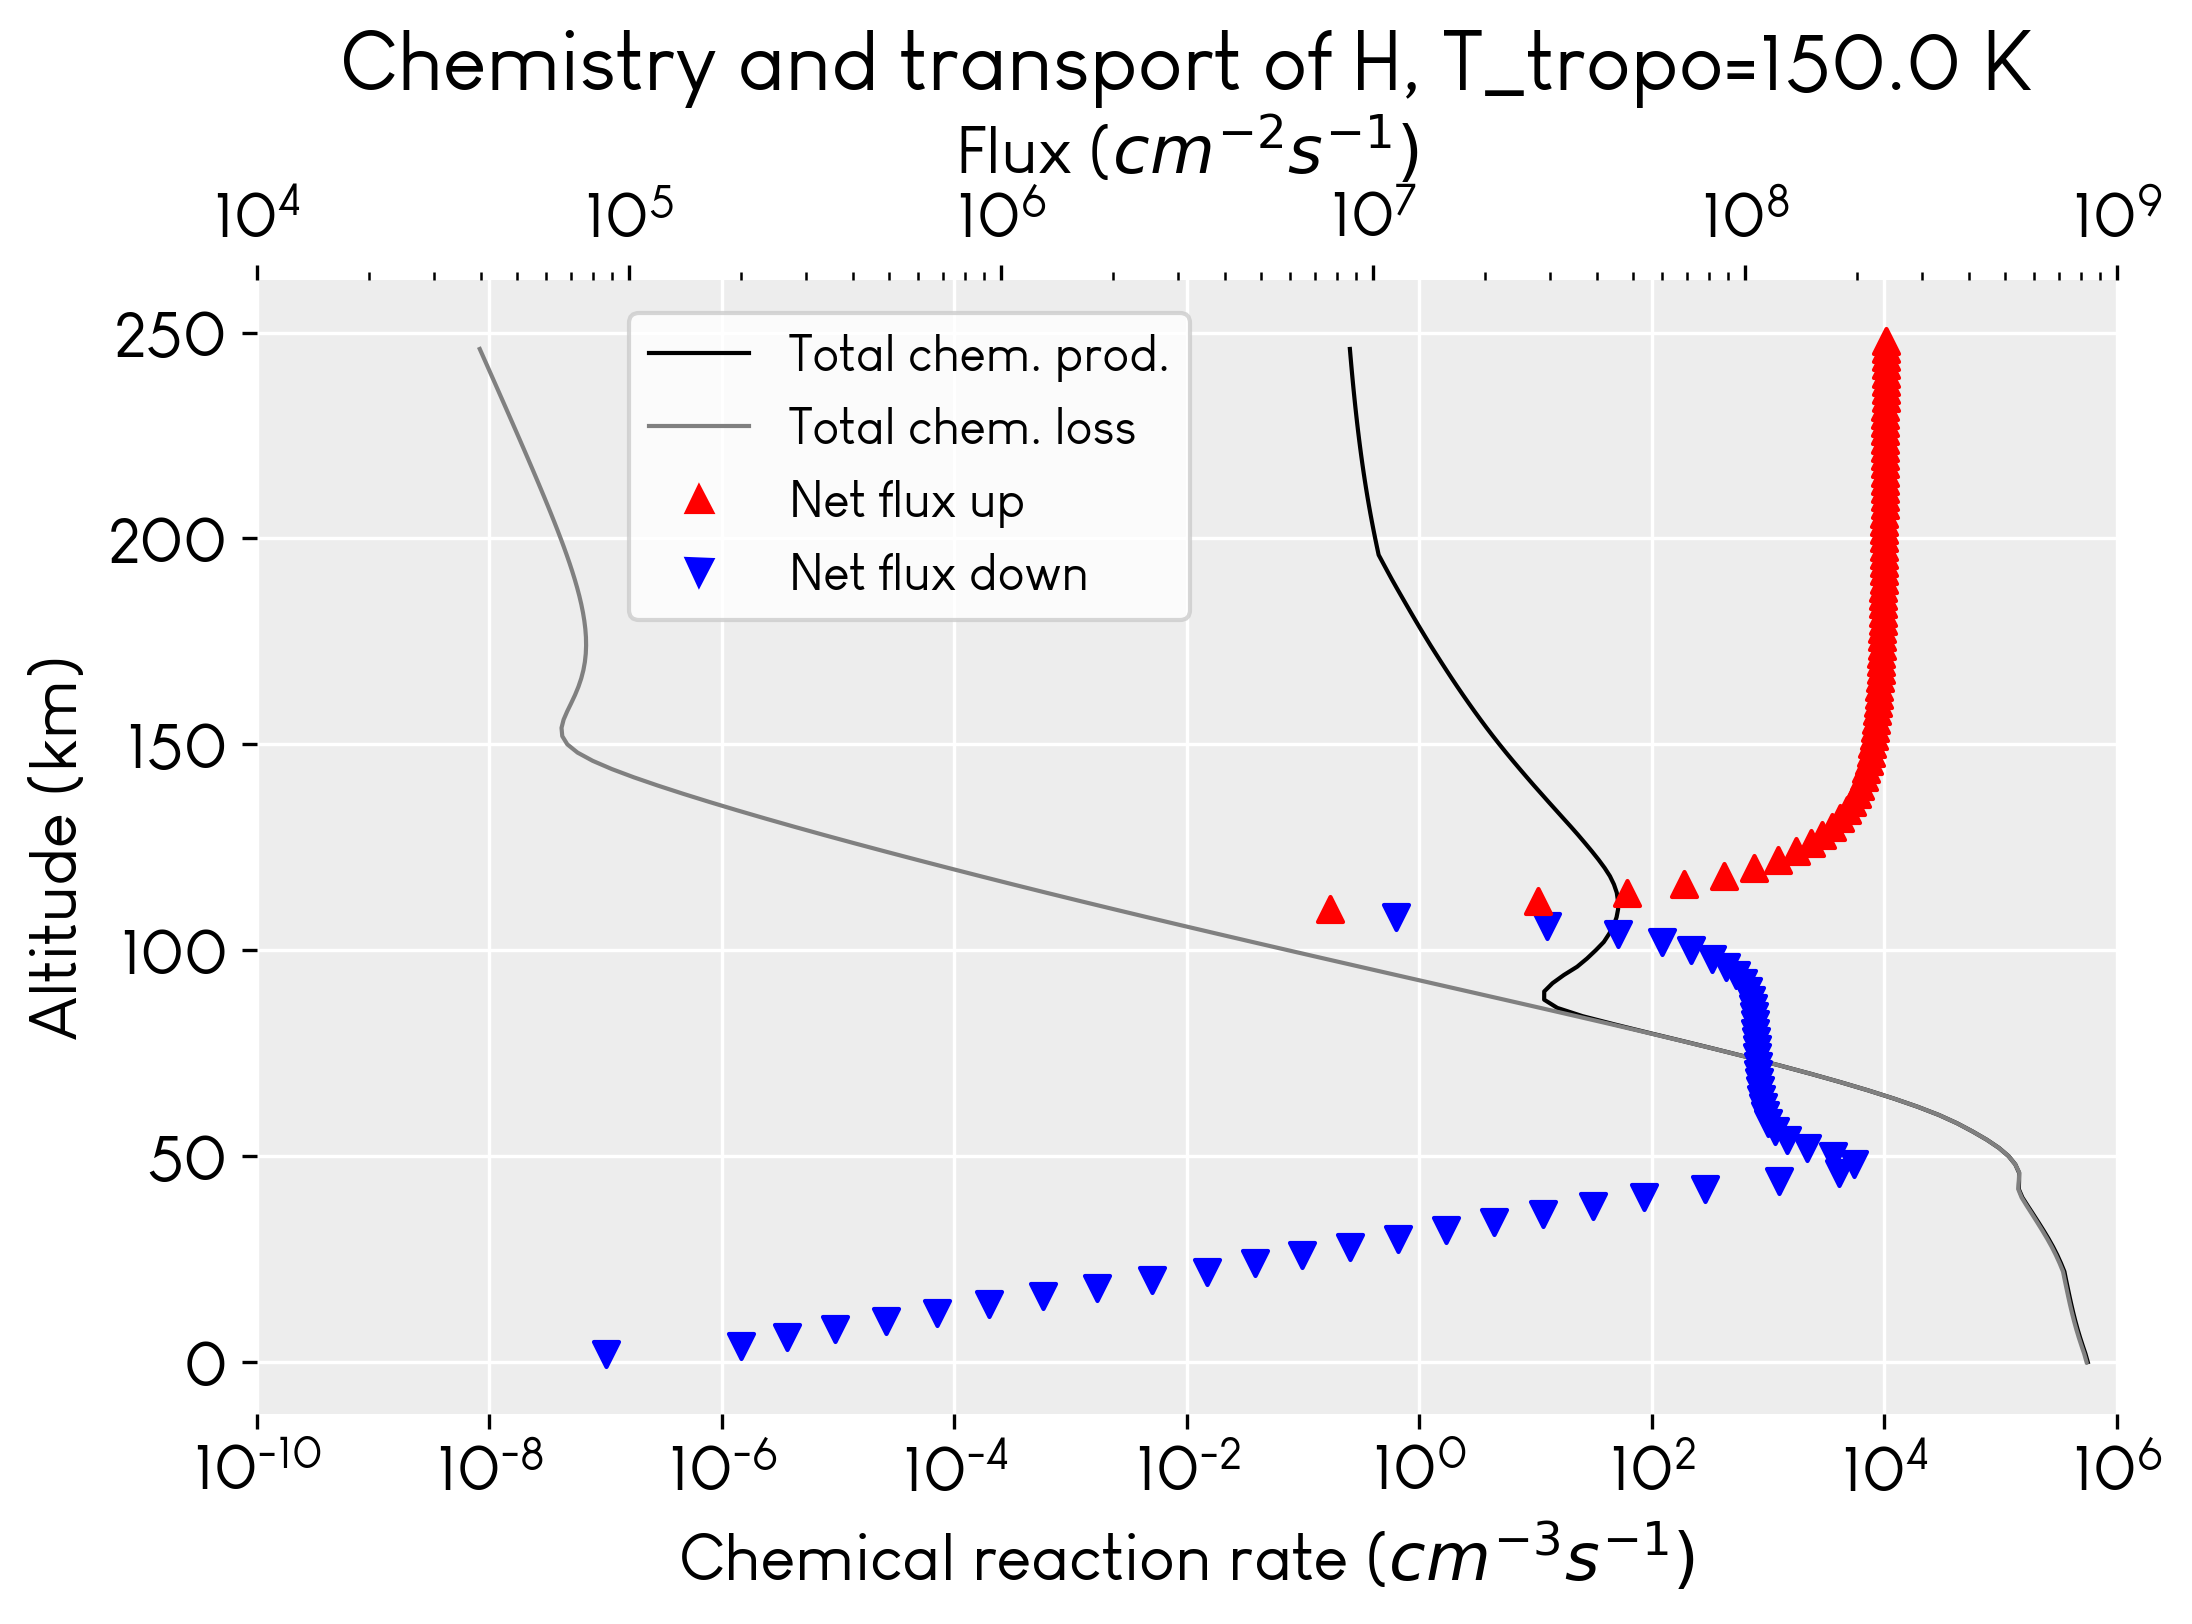 Chemistry and transport of H, T_tropo=150.0 K
Flux (cm⁻²s⁻¹)
10⁴ 10⁵ 10⁶ 10⁷ 10⁸ 10⁹
Total chem. prod.
Total chem. loss
Net flux up
Net flux down
Altitude (km)
250
200
150
100
50
0
10⁻¹⁰ 10⁻⁸ 10⁻⁶ 10⁻⁴ 10⁻² 10⁰ 10² 10⁴ 10⁶
Chemical reaction rate (cm⁻³s⁻¹)